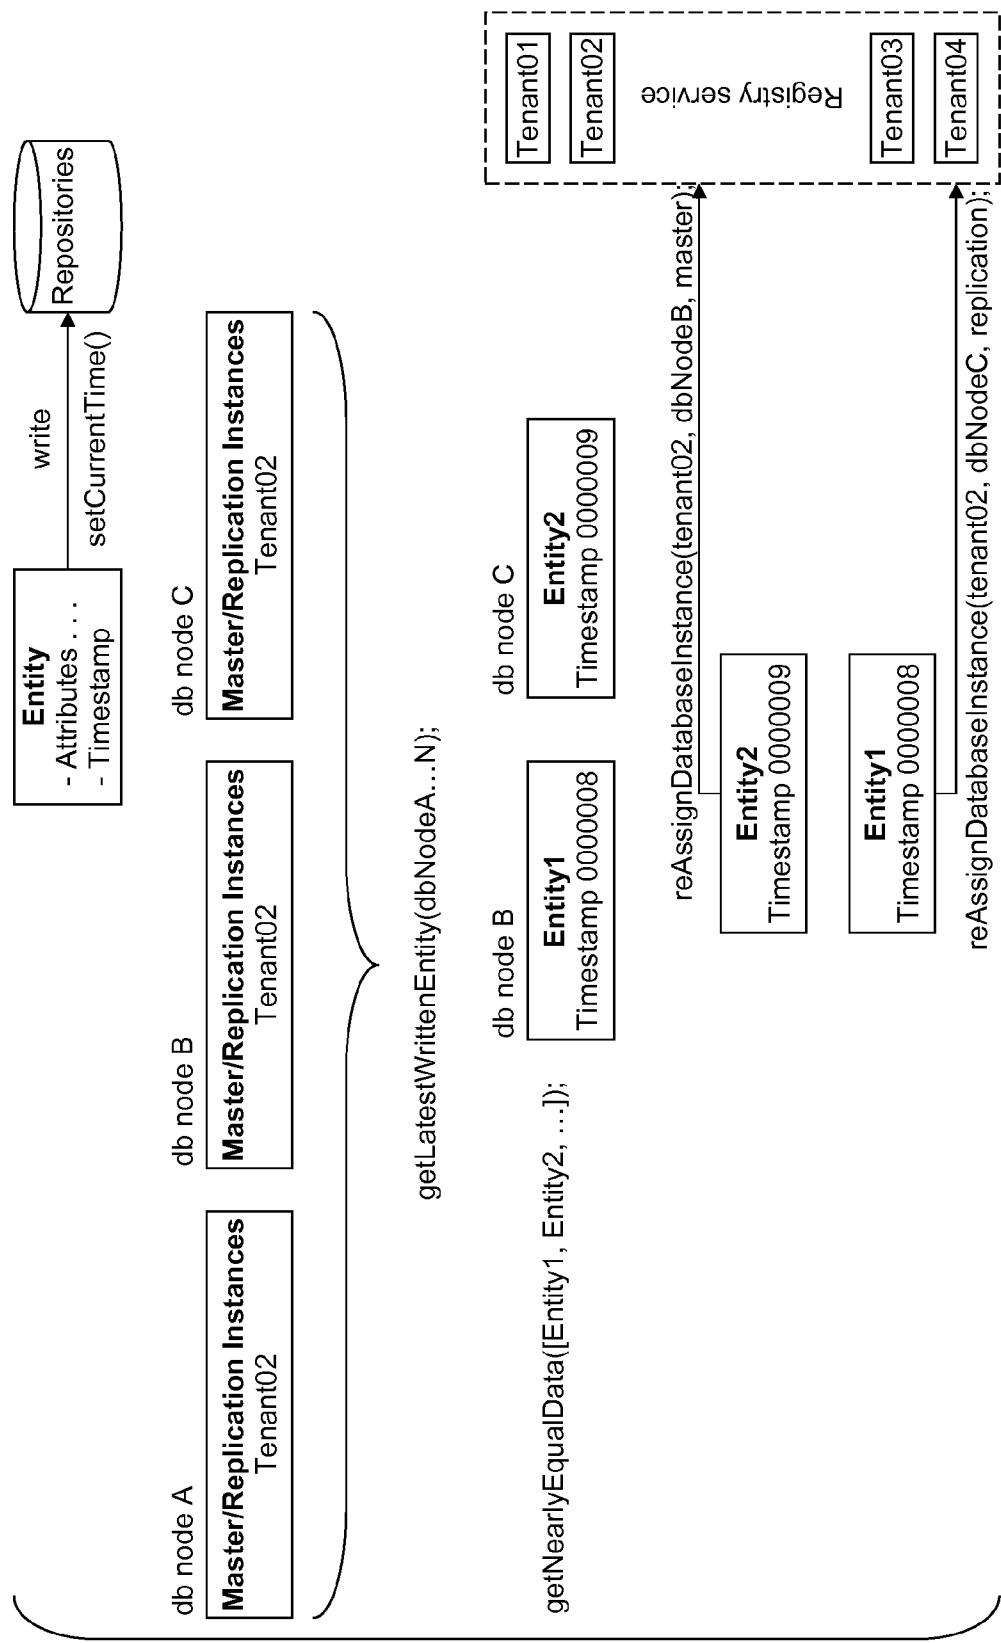 Entity
- Attributes . . .
- Timestamp
write
setCurrentTime()
Repositories
db node A
Master/Replication Instances
Tenant02
db node B
Master/Replication Instances
Tenant02
db node C
Master/Replication Instances
Tenant02
getLatestWrittenEntity(dbNodeA...N);
getNearlyEqualData([Entity1, Entity2, ...]);
db node B
Entity1
Timestamp 0000008
db node C
Entity2
Timestamp 0000009
reAssignDatabaseInstance(tenant02, dbNodeB, master);
Entity2
Timestamp 0000009
Entity1
Timestamp 0000008
reAssignDatabaseInstance(tenant02, dbNodeC, replication);
Tenant01
Tenant02
Registry service
Tenant03
Tenant04